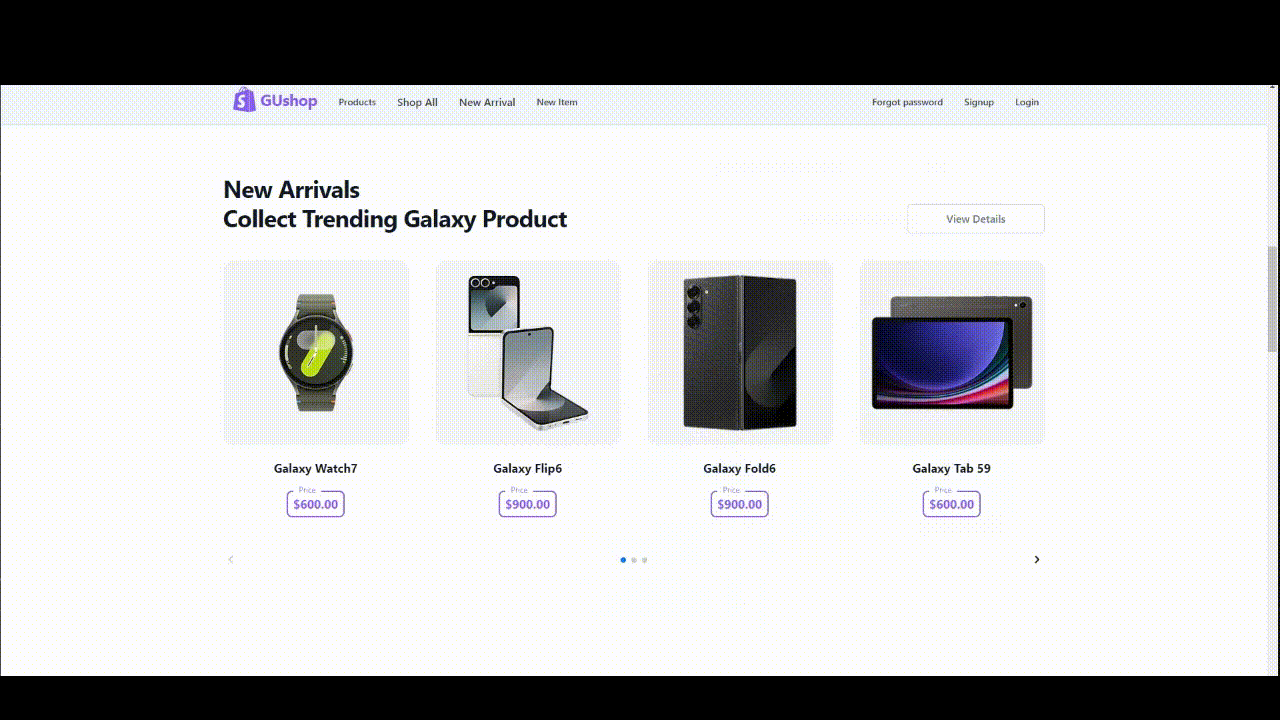 GUshop Products Shop All New Arrival New Item Forgot password Signup Login
New Arrivals
Collect Trending Galaxy Product
View Details
Galaxy Watch7 Galaxy Flip6 Galaxy Fold6 Galaxy Tab S9
Price Price Price Price
$600.00 $900.00 $900.00 $600.00